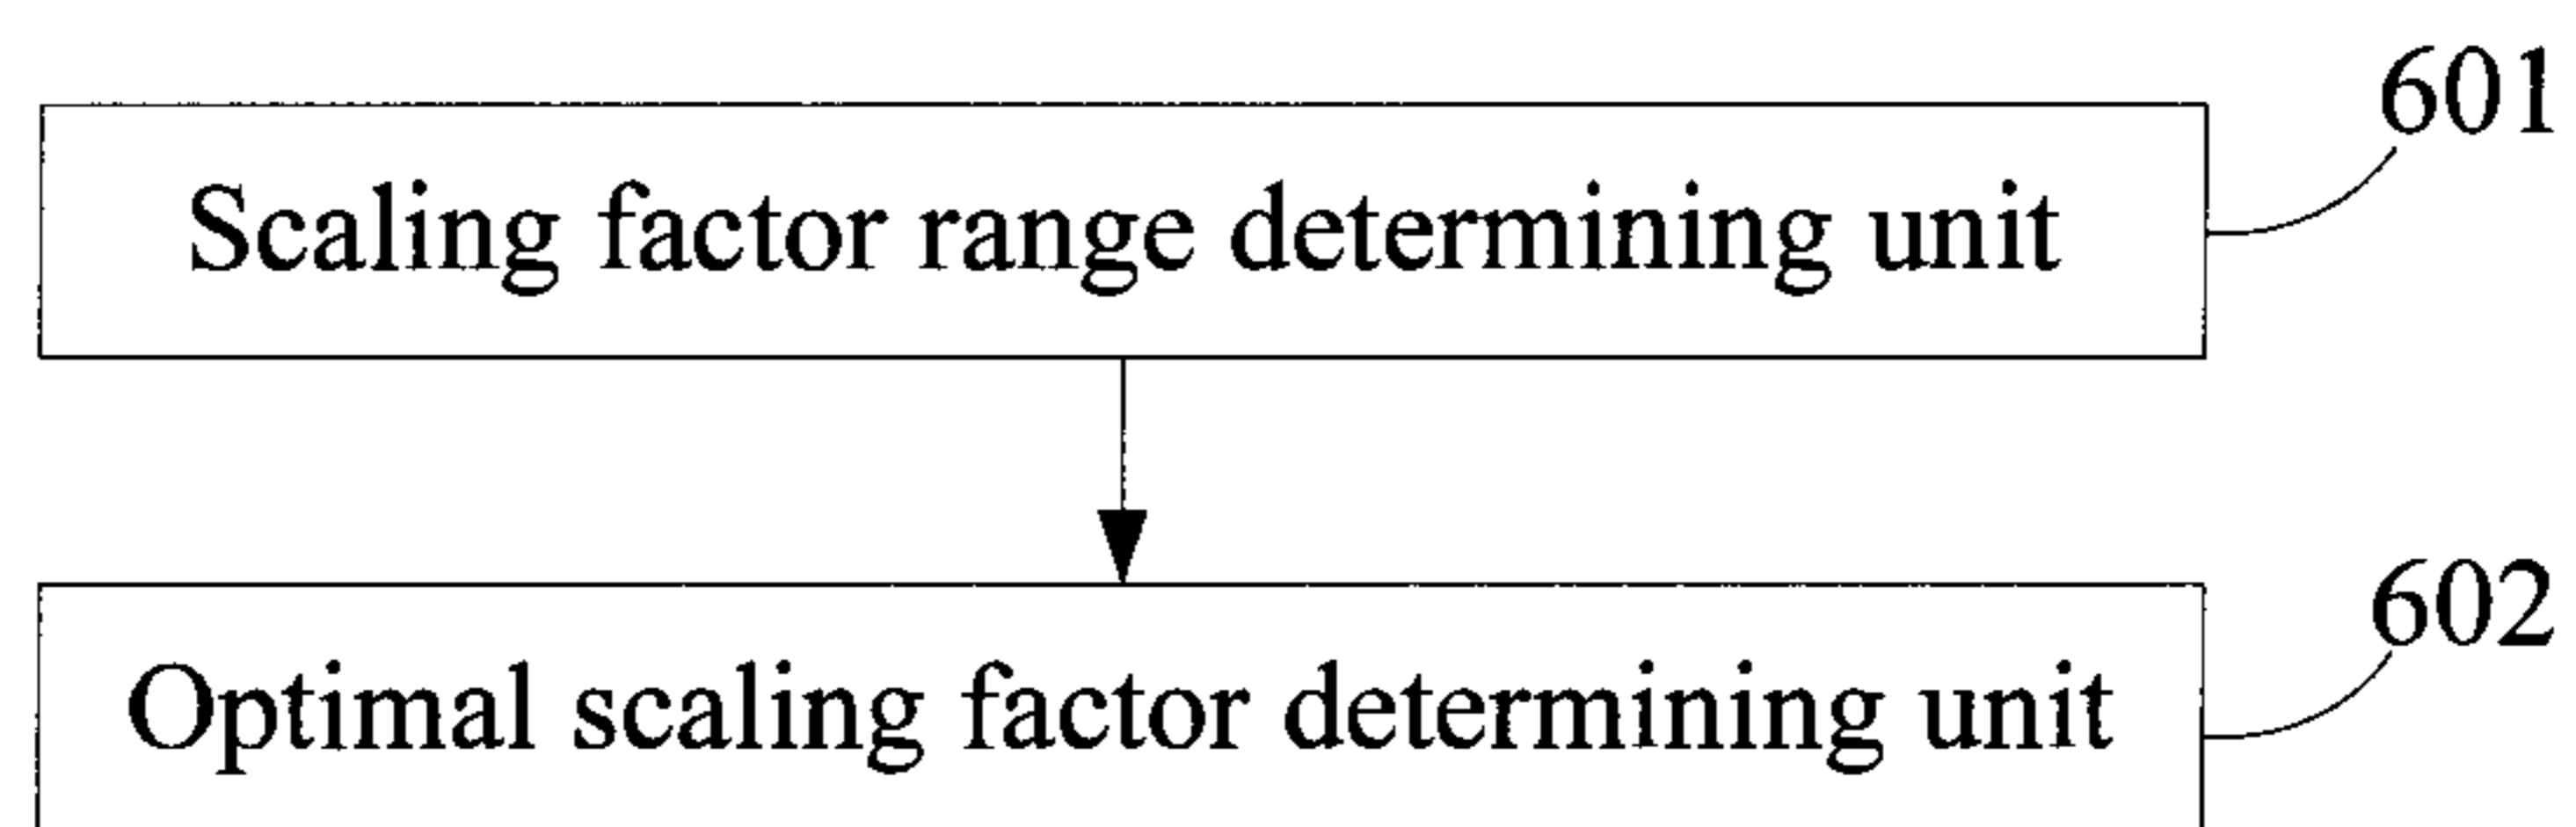 601
Scaling factor range determining unit
602
Optimal scaling factor determining unit